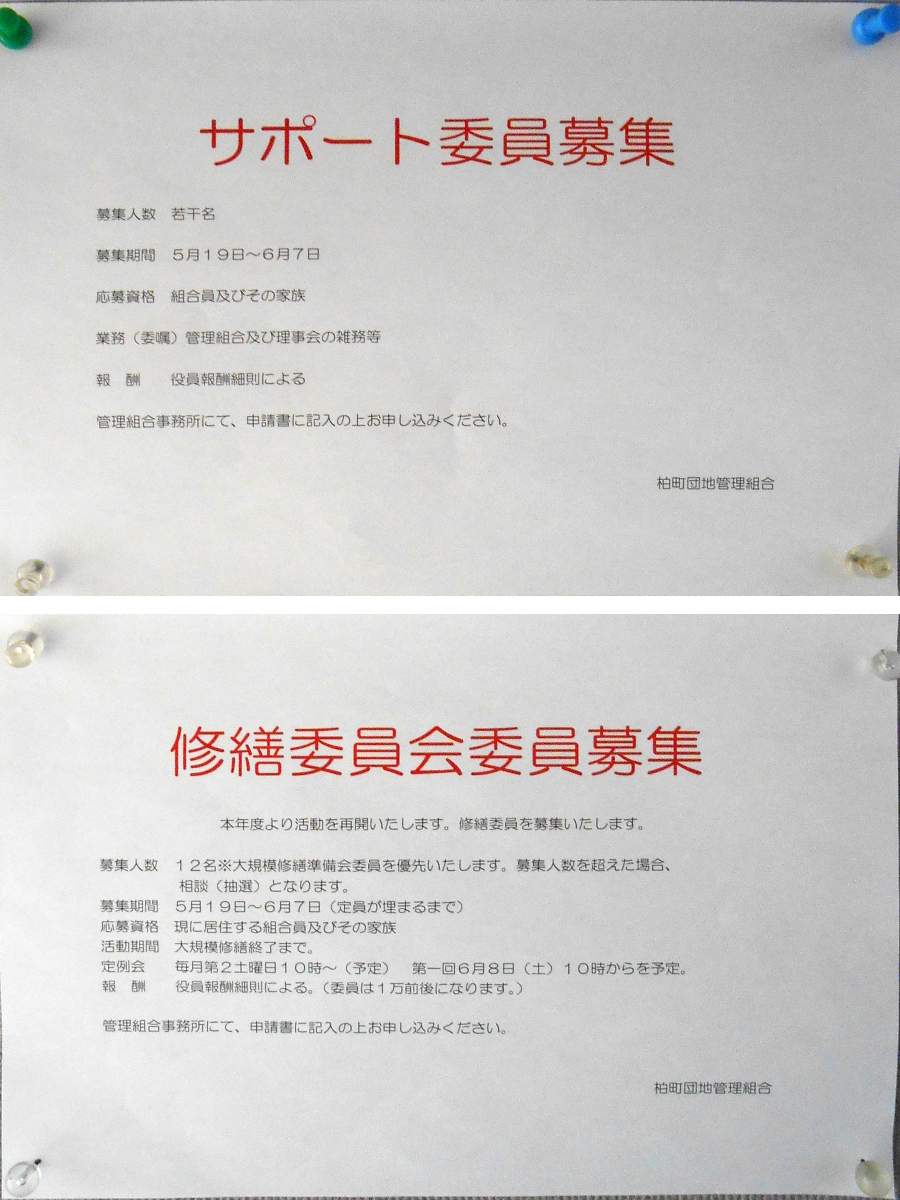 サポート委員募集
募集人数　若干名
募集期間　５月１９日～６月７日
応募資格　組合員及びその家族
業務（委嘱）管理組合及び理事会の雑務等
報　酬　　役員報酬細則による
管理組合事務所にて、申請書に記入の上お申し込みください。
柏町団地管理組合
修繕委員会委員募集
本年度より活動を再開いたします。修繕委員を募集いたします。
募集人数　１２名※大規模修繕準備会委員を優先いたします。募集人数を超えた場合、
相談（抽選）となります。
募集期間　５月１９日～６月７日（定員が埋まるまで）
応募資格　現に居住する組合員及びその家族
活動期間　大規模修繕終了まで。
定例会　　毎月第２土曜日１０時～（予定）　第一回６月８日（土）１０時からを予定。
報　酬　　役員報酬細則による。（委員は１万前後になります。）
管理組合事務所にて、申請書に記入の上お申し込みください。
柏町団地管理組合